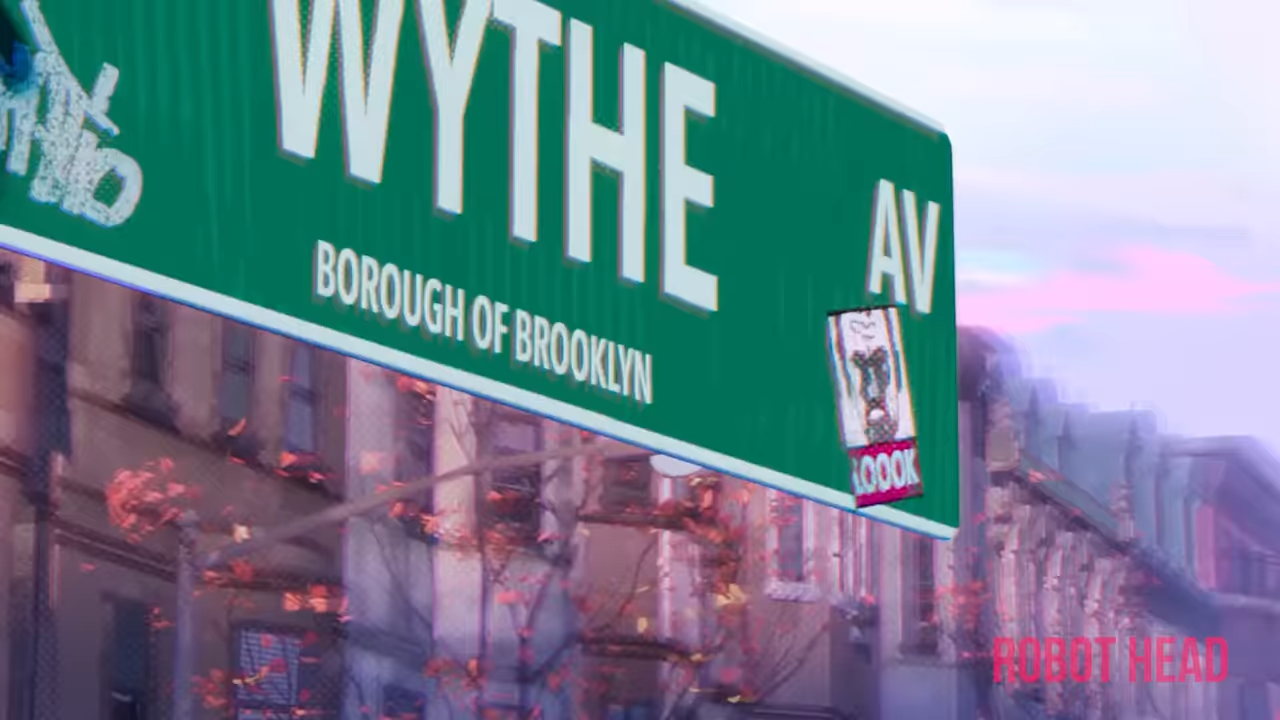 WYTHE
AV
BOROUGH OF BROOKLYN
LOOOK
ROBOT HEAD